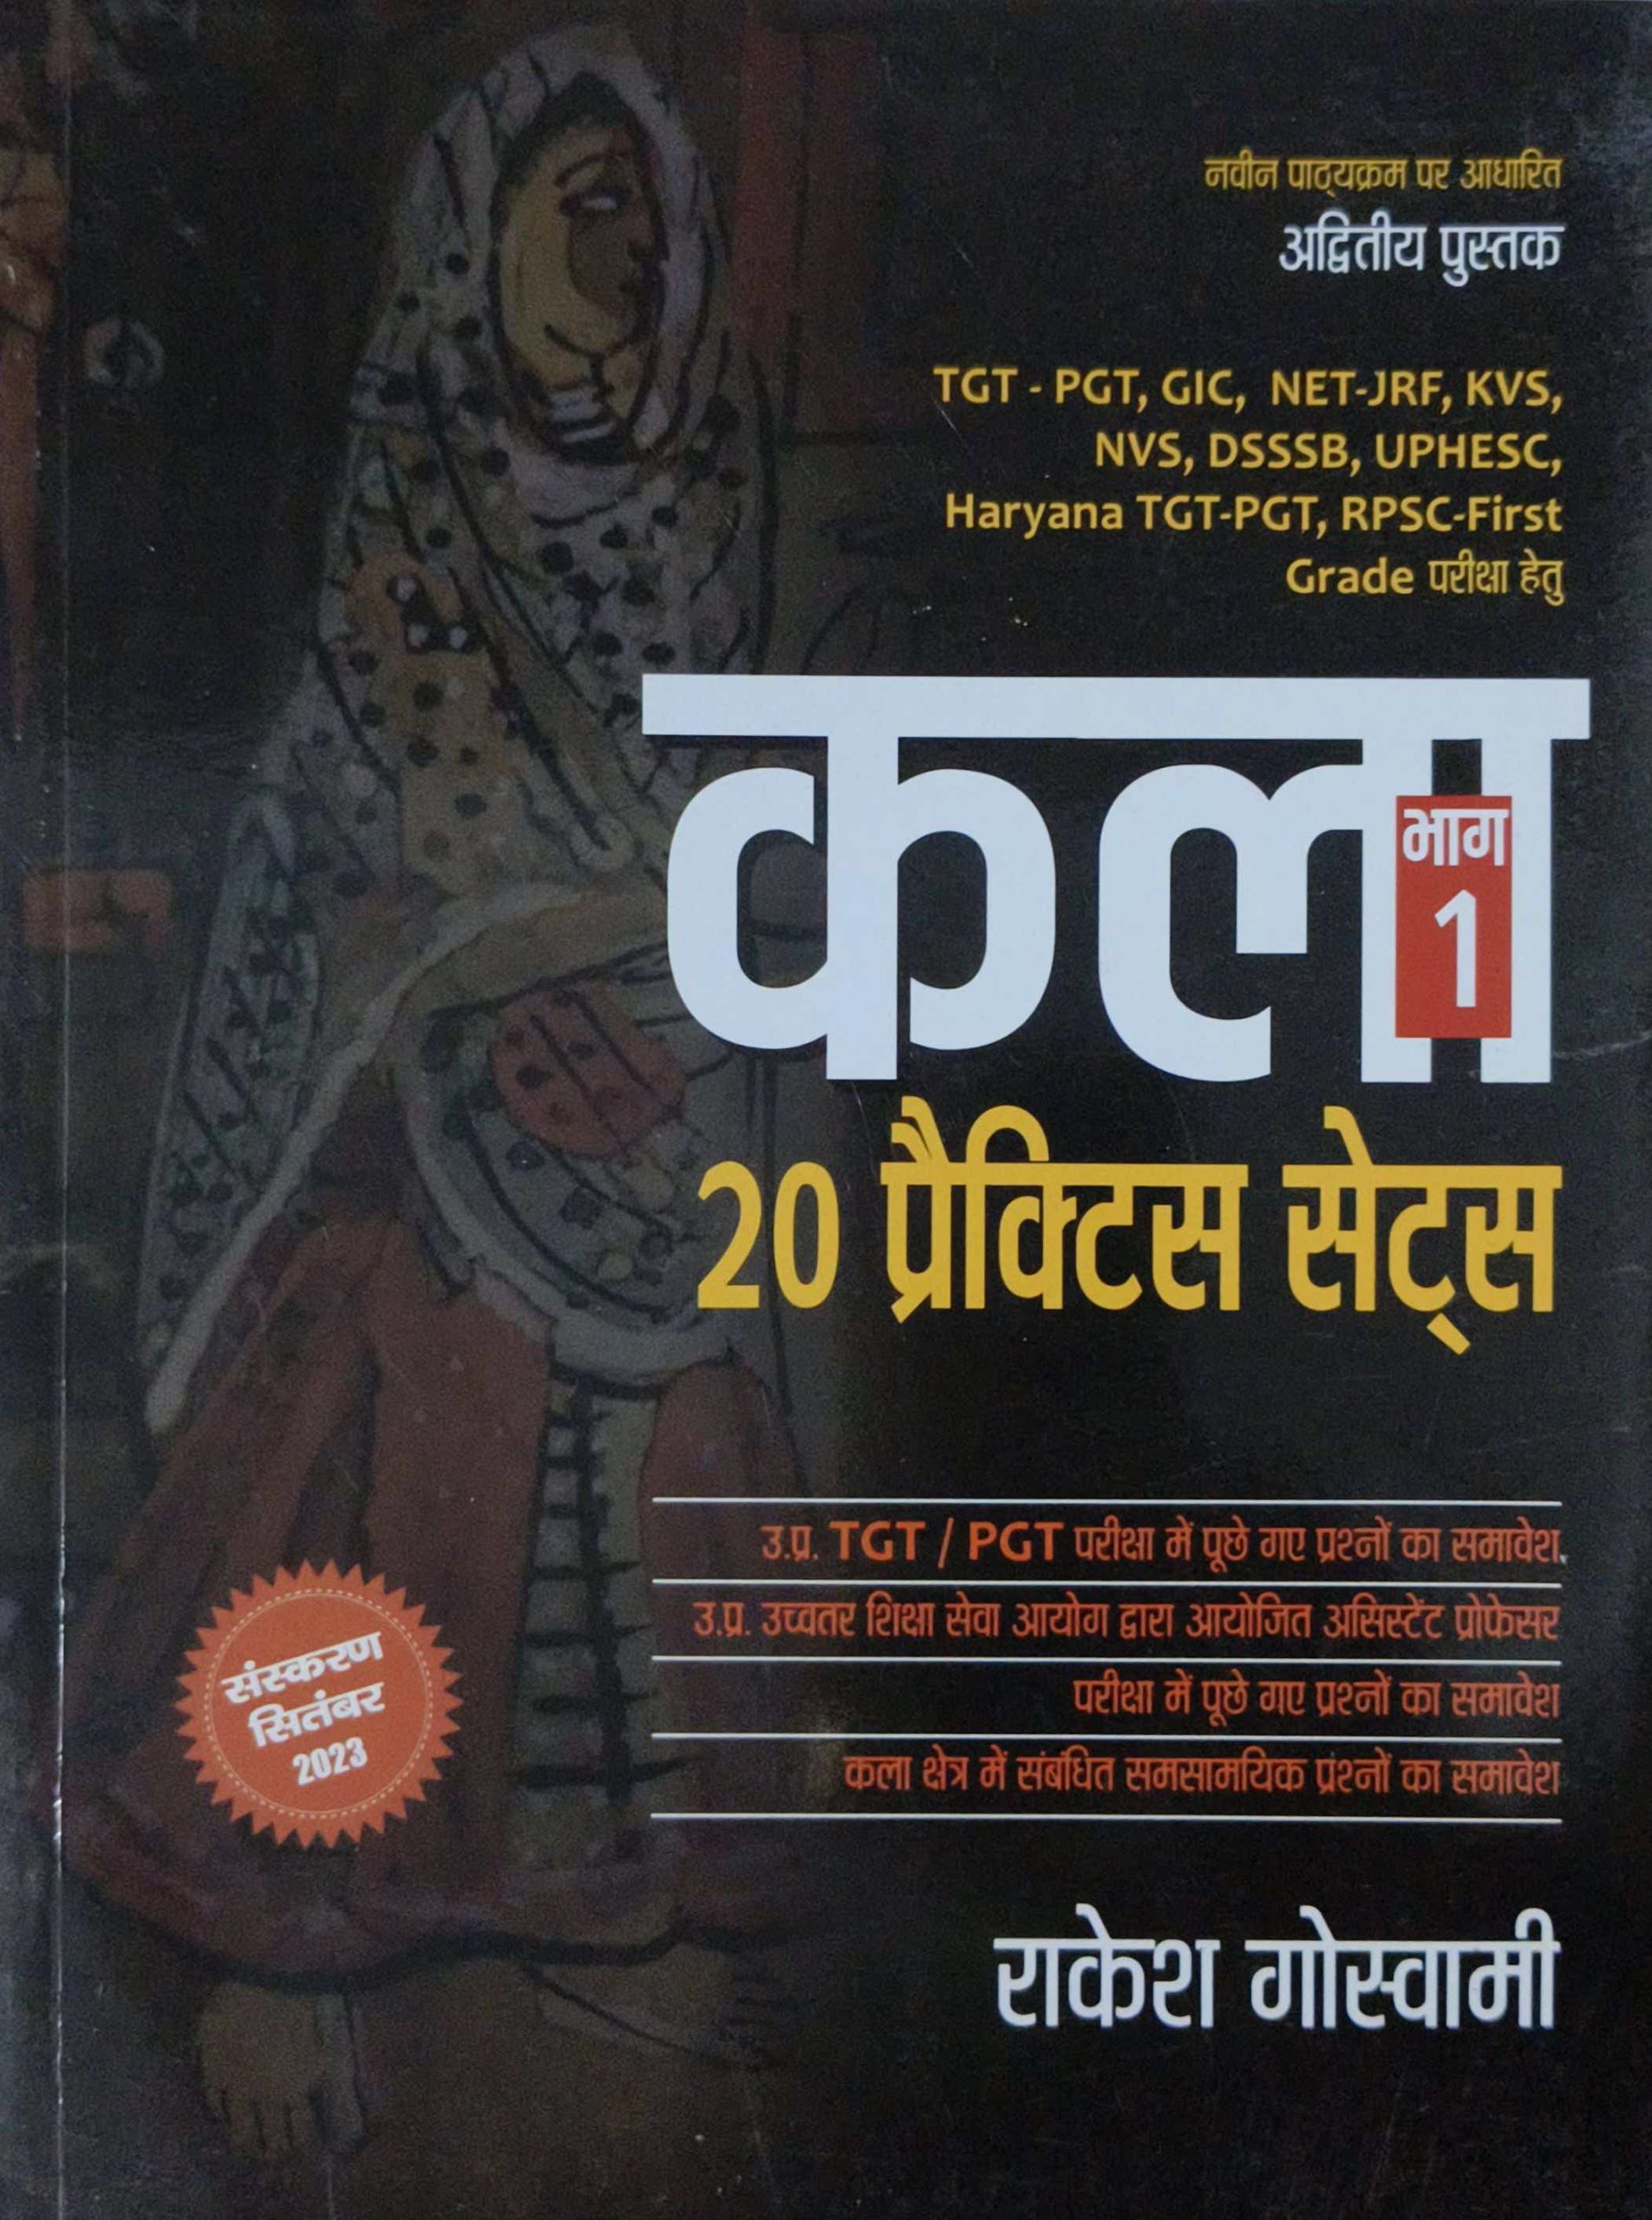 नवीन पाठ्यक्रम पर आधारित
अद्वितीय पुस्तक
TGT - PGT, GIC, NET-JRF, KVS,
NVS, DSSSB, UPHESC,
Haryana TGT-PGT, RPSC-First
Grade परीक्षा हेतु
कला
भाग
1
20 प्रैक्टिस सेट्स
उ.प्र. TGT / PGT परीक्षा में पूछे गए प्रश्नों का समावेश.
उ.प्र. उच्चतर शिक्षा सेवा आयोग द्वारा आयोजित असिस्टेंट प्रोफेसर
परीक्षा में पूछे गए प्रश्नों का समावेश
कला क्षेत्र में संबंधित समसामयिक प्रश्नों का समावेश
संस्करण
सितंबर
2023
राकेश गोस्वामी